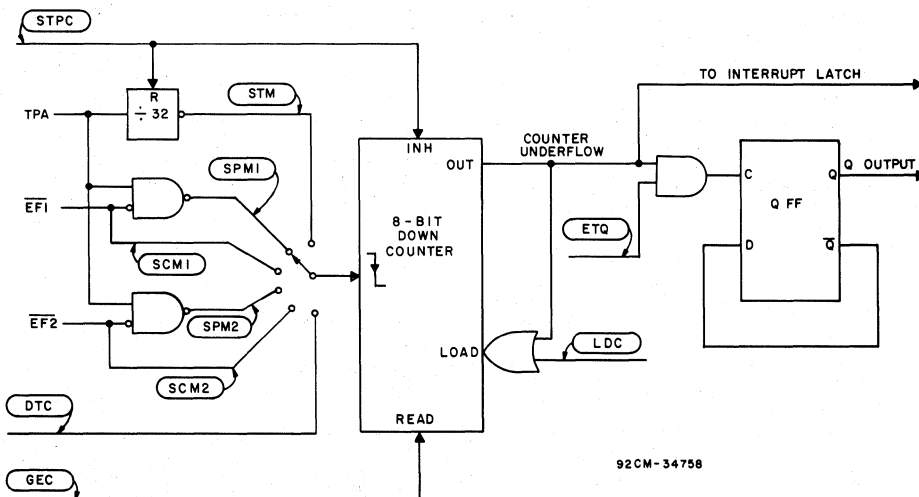 STPC
R
÷ 32
STM
TPA
TO INTERRUPT LATCH
INH
OUT
COUNTER
UNDERFLOW
SPM1
EF1
8-BIT
DOWN
COUNTER
C
Q
Q OUTPUT
Q FF
ETQ
D
Q
SCM1
EF2
SPM2
LOAD
LDC
SCM2
READ
DTC
92CM-34758
GEC